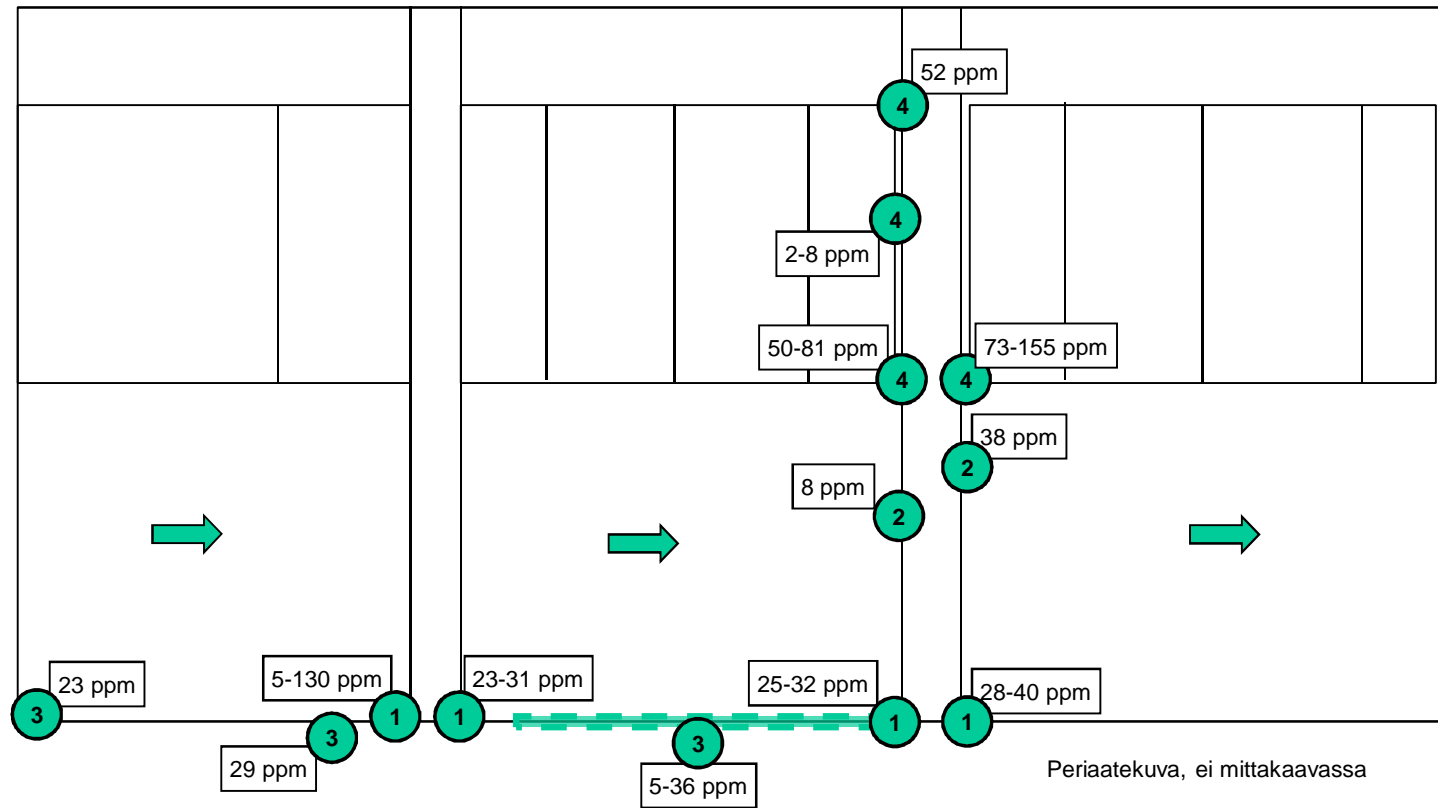 52 ppm
4
4
2-8 ppm
50-81 ppm
73-155 ppm
4
4
38 ppm
2
8 ppm
2
23 ppm
5-130 ppm
23-31 ppm
25-32 ppm
28-40 ppm
3
1
1
1
1
3
3
29 ppm
5-36 ppm
Periaatekuva, ei mittakaavassa